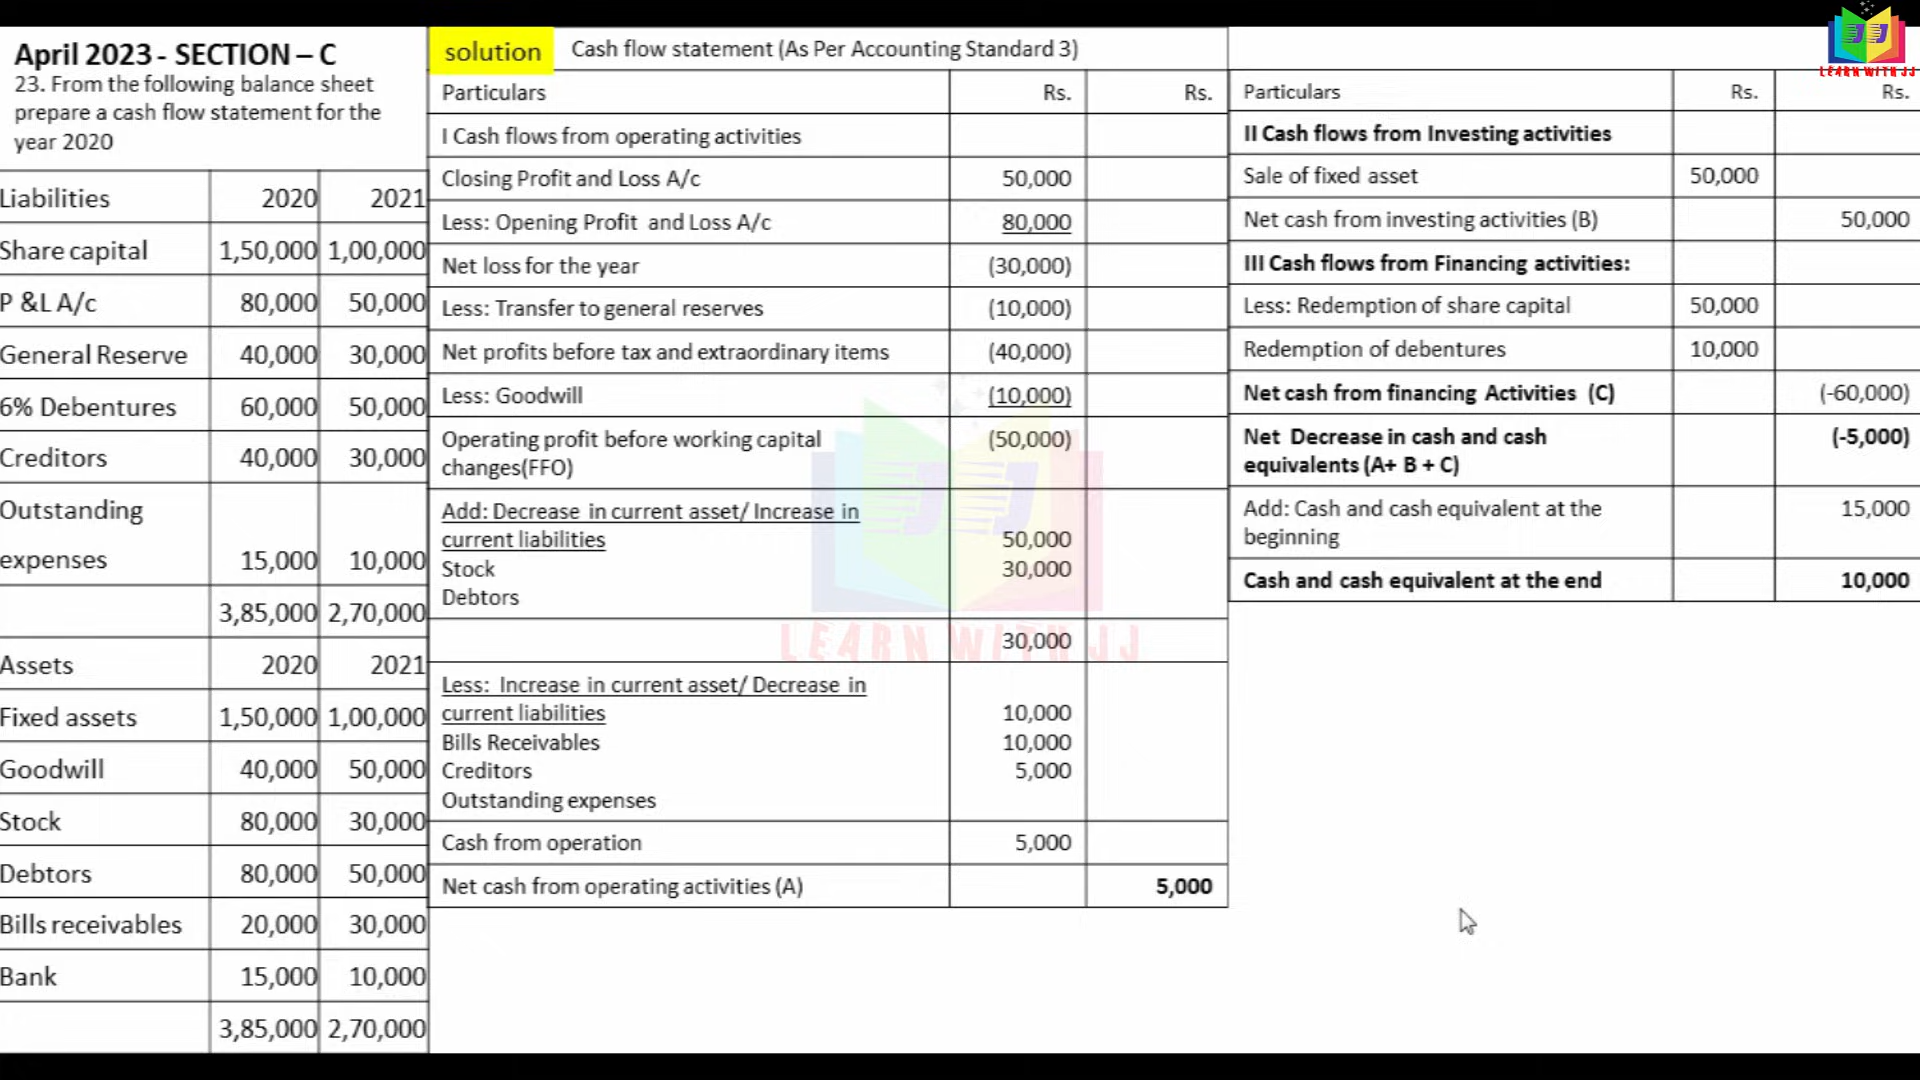 April 2023 - SECTION – C
23. From the following balance sheet
prepare a cash flow statement for the
year 2020
Liabilities 2020 2021
Share capital 1,50,000 1,00,000
P &L A/c 80,000 50,000
General Reserve 40,000 30,000
6% Debentures 60,000 50,000
Creditors 40,000 30,000
Outstanding
expenses 15,000 10,000
3,85,000 2,70,000
Assets 2020 2021
Fixed assets 1,50,000 1,00,000
Goodwill 40,000 50,000
Stock 80,000 30,000
Debtors 80,000 50,000
Bills receivables 20,000 30,000
Bank 15,000 10,000
3,85,000 2,70,000
solution Cash flow statement (As Per Accounting Standard 3)
Particulars Rs. Rs.
I Cash flows from operating activities
Closing Profit and Loss A/c 50,000
Less: Opening Profit and Loss A/c 80,000
Net loss for the year (30,000)
Less: Transfer to general reserves (10,000)
Net profits before tax and extraordinary items (40,000)
Less: Goodwill (10,000)
Operating profit before working capital (50,000)
changes(FFO)
Add: Decrease in current asset/ Increase in
current liabilities 50,000
Stock 30,000
Debtors
30,000
Less: Increase in current asset/ Decrease in
current liabilities 10,000
Bills Receivables 10,000
Creditors 5,000
Outstanding expenses
Cash from operation 5,000
Net cash from operating activities (A) 5,000
Particulars Rs. Rs.
II Cash flows from Investing activities
Sale of fixed asset 50,000
Net cash from investing activities (B) 50,000
III Cash flows from Financing activities:
Less: Redemption of share capital 50,000
Redemption of debentures 10,000
Net cash from financing Activities (C) (-60,000)
Net Decrease in cash and cash (-5,000)
equivalents (A+ B + C)
Add: Cash and cash equivalent at the 15,000
beginning
Cash and cash equivalent at the end 10,000
JJ
LEARN WITH JJ
JJ
LEARN WITH JJ